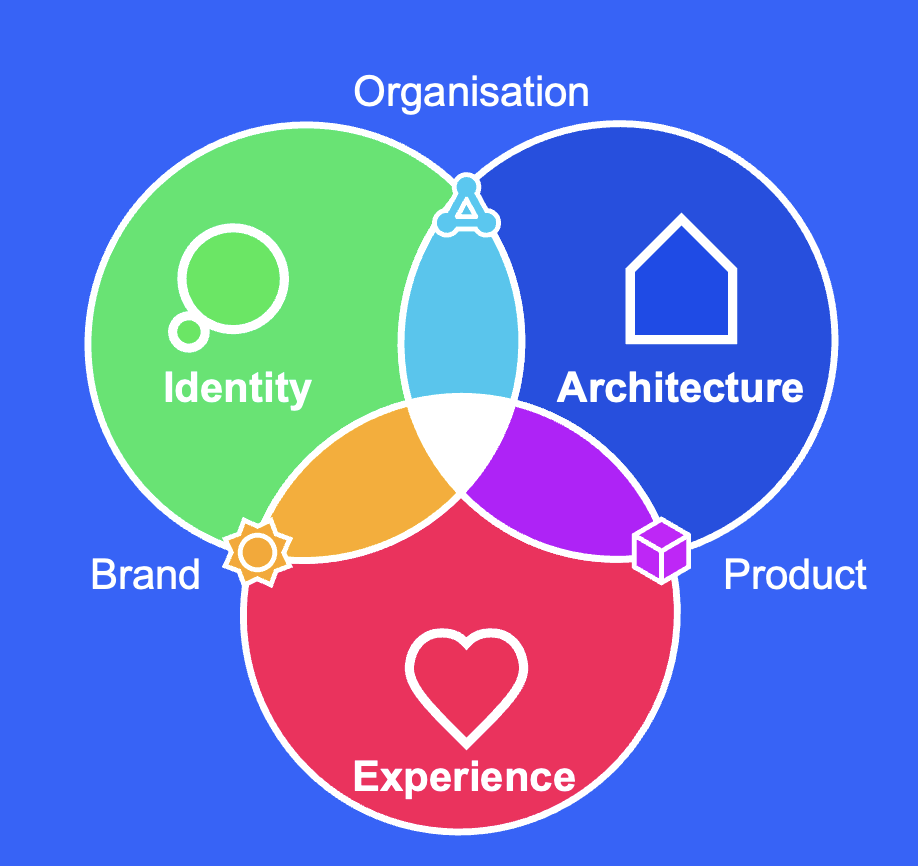 Organisation
Identity
Architecture
Brand
Product
Experience